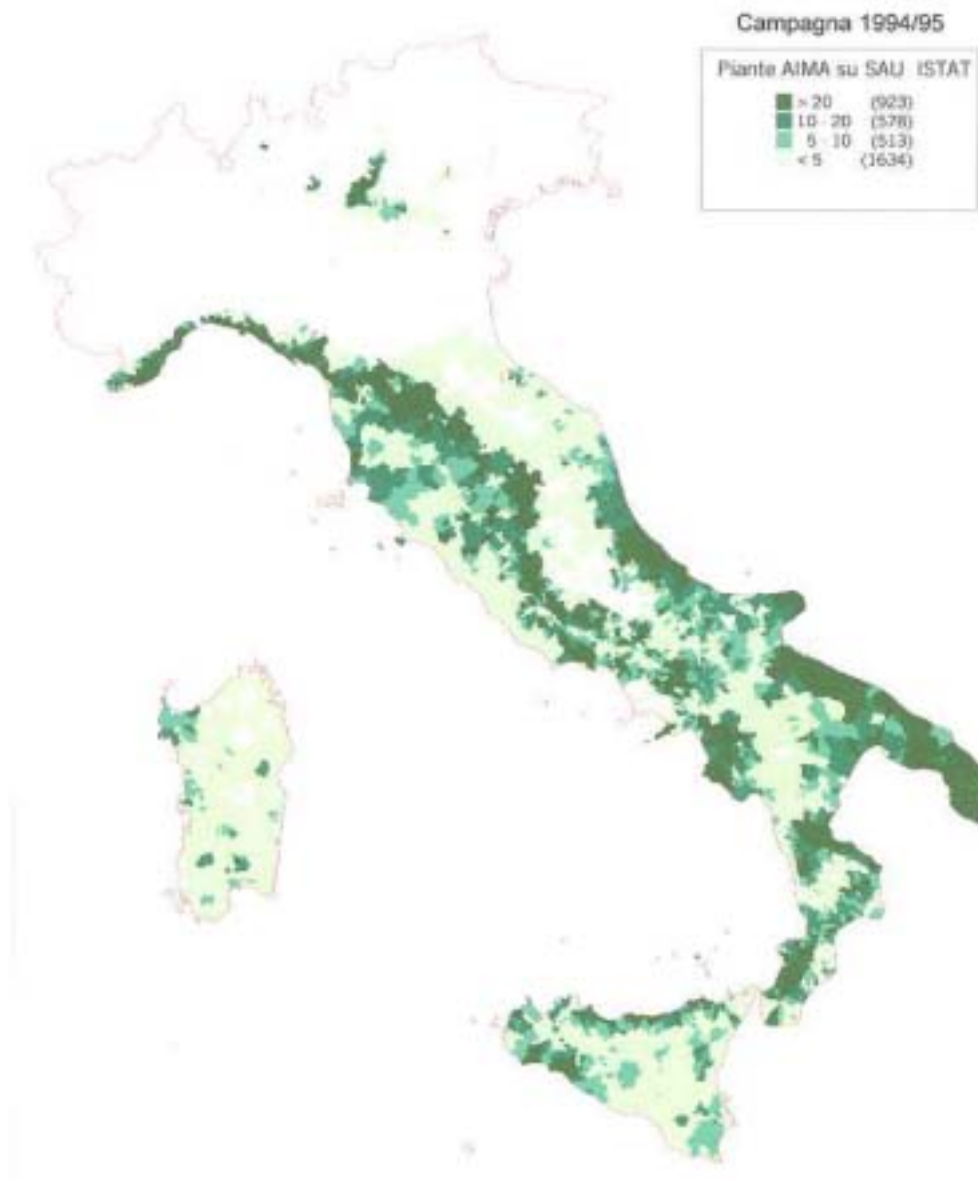 Campagna 1994/95
Piante AIMA su SAU ISTAT
> 20 (923)
10 - 20 (578)
5 - 10 (513)
< 5 (1634)